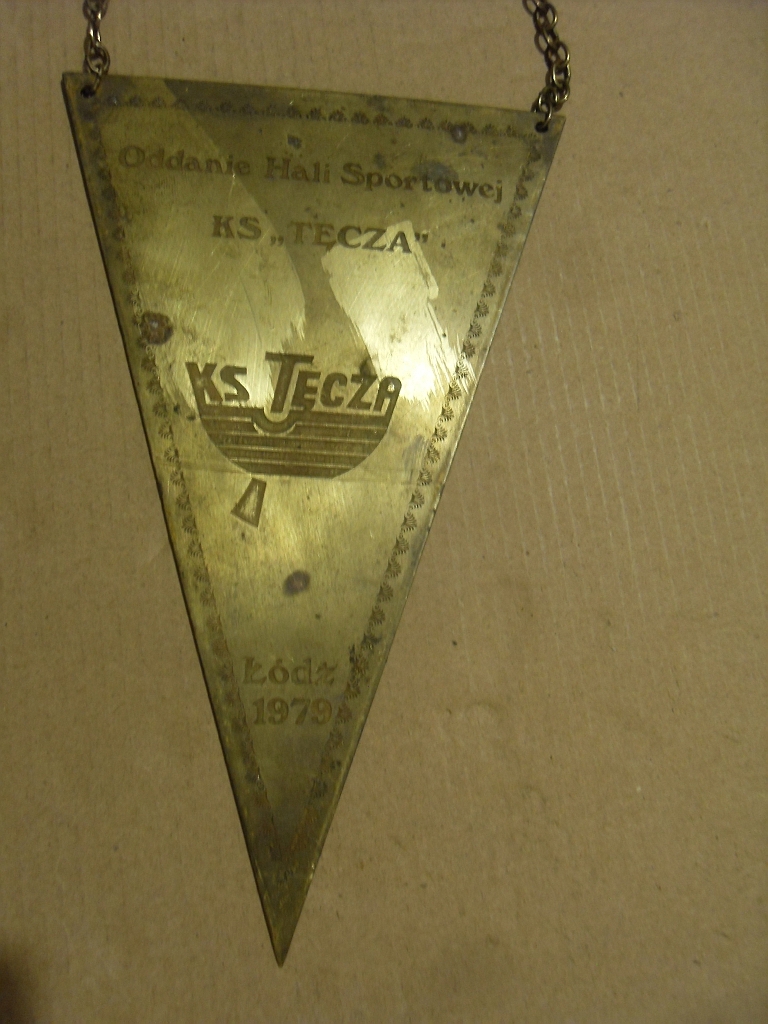 Oddanie Hali Sportowej
KS „TĘCZA”
KS TĘCZA
Łódź
1979